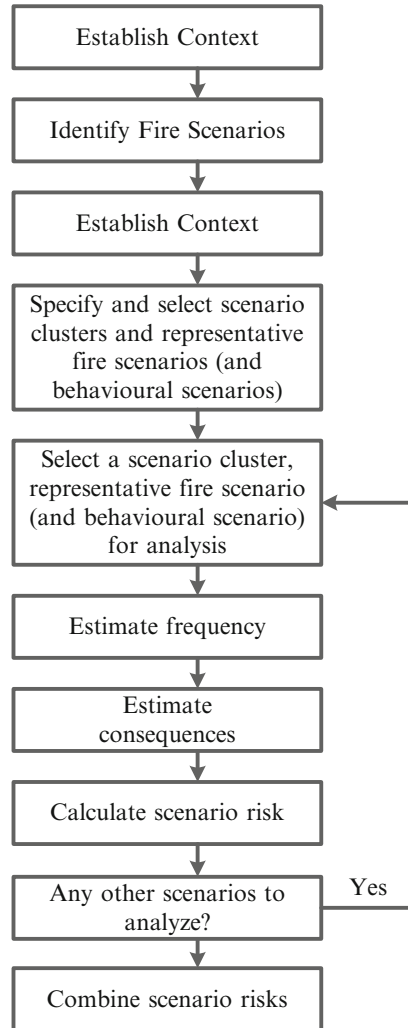 Establish Context
Identify Fire Scenarios
Establish Context
Specify and select scenario
clusters and representative
fire scenarios (and
behavioural scenarios)
Select a scenario cluster,
representative fire scenario
(and behavioural scenario)
for analysis
Estimate frequency
Estimate
consequences
Calculate scenario risk
Any other scenarios to
analyze?
Yes
Combine scenario risks